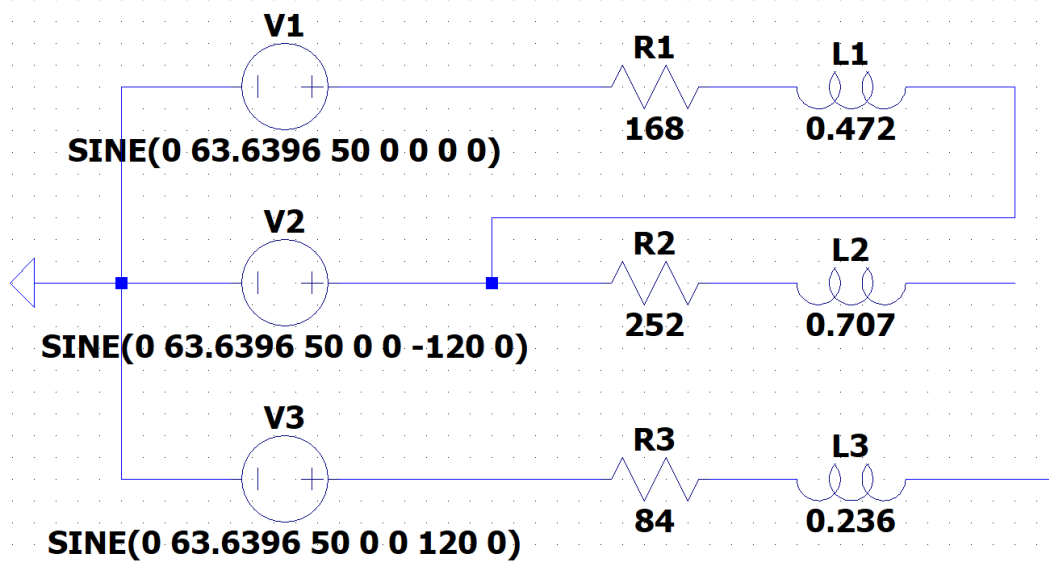 V1
R1
L1
168
0.472
SINE(0 63.6396 50 0 0 0 0)
V2
R2
L2
252
0.707
SINE(0 63.6396 50 0 0 -120 0)
V3
R3
L3
84
0.236
SINE(0 63.6396 50 0 0 120 0)